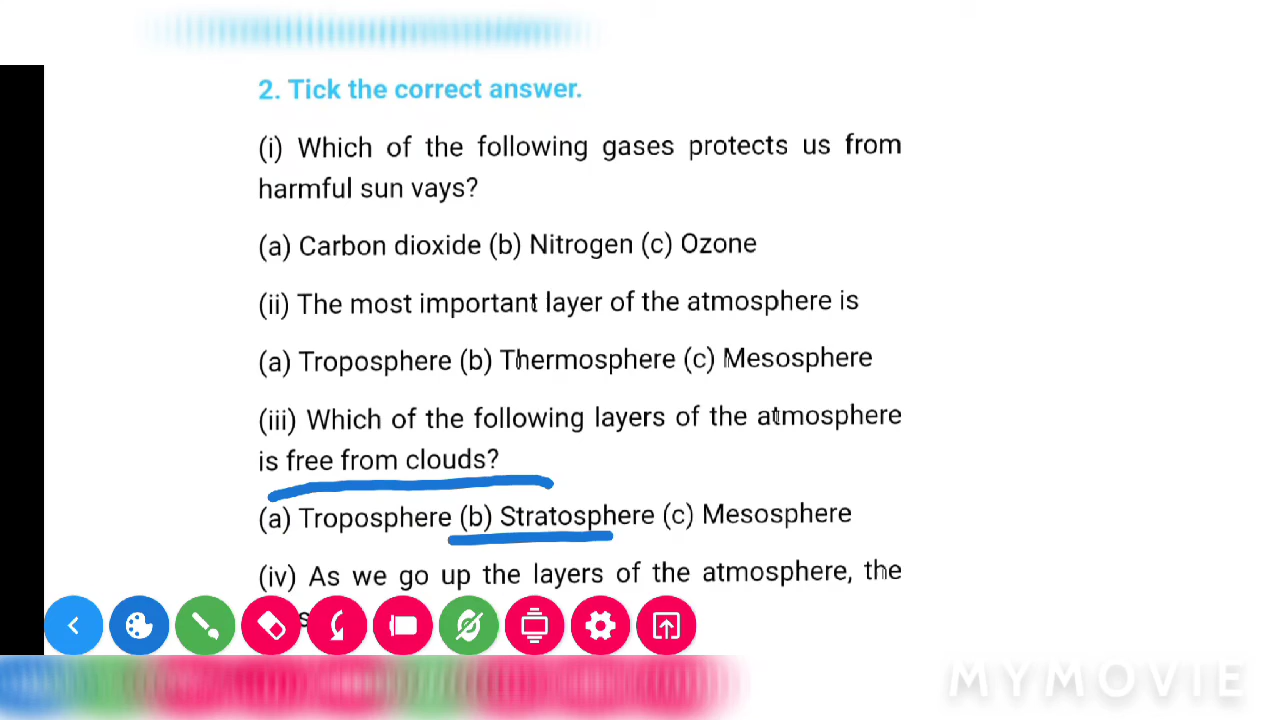 2. Tick the correct answer.
(i) Which of the following gases protects us from
harmful sun vays?
(a) Carbon dioxide (b) Nitrogen (c) Ozone
(ii) The most important layer of the atmosphere is
(a) Troposphere (b) Thermosphere (c) Mesosphere
(iii) Which of the following layers of the atmosphere
is free from clouds?
(a) Troposphere (b) Stratosphere (c) Mesosphere
(iv) As we go up the layers of the atmosphere, the
MYMOVIE